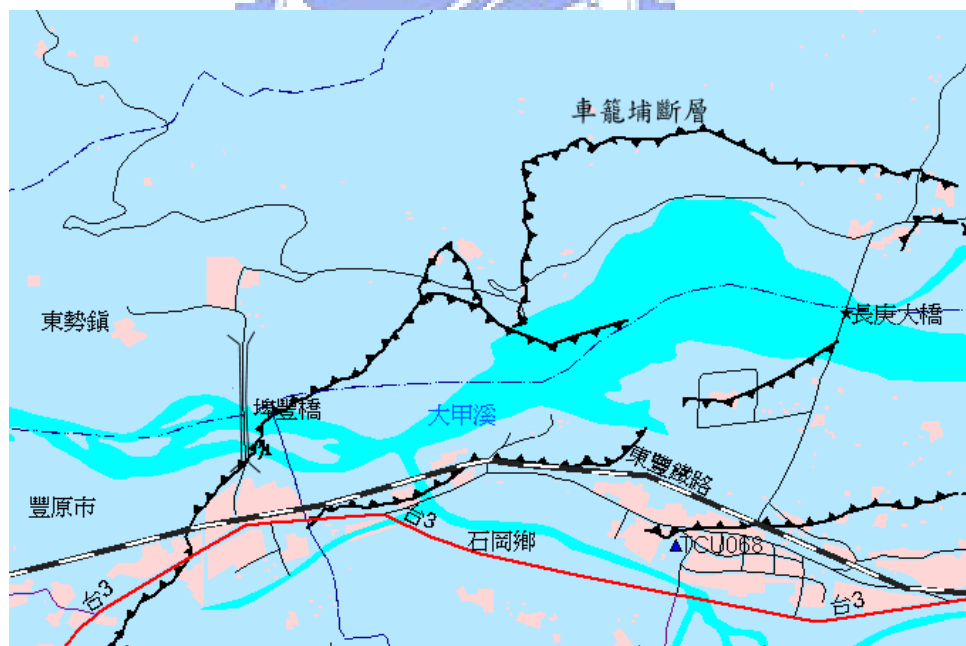 車籠埔斷層
東勢鎮
長庚大橋
埤豐橋
大甲溪
東豐鐵路
豐原市
台3
石岡鄉
TCU068
台3
台3